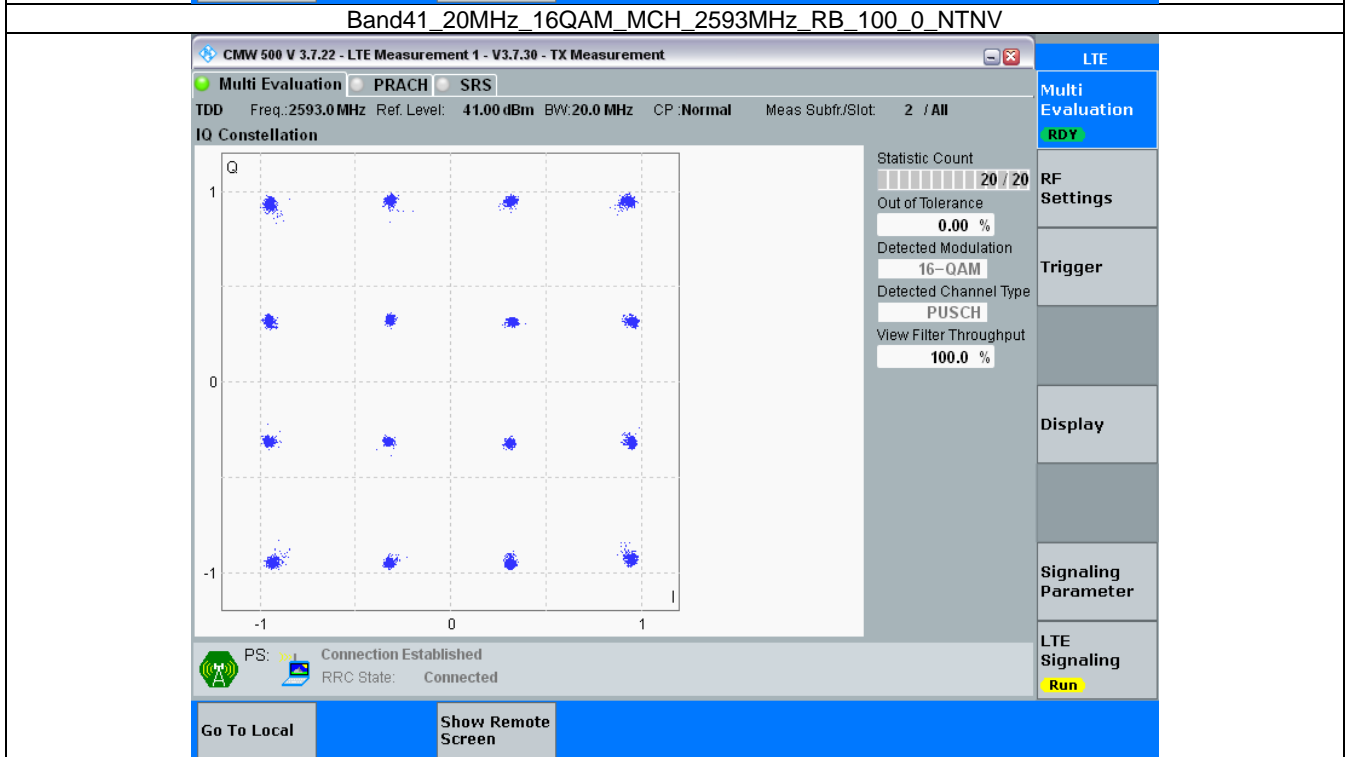 Band41_20MHz_16QAM_MCH_2593MHz_RB_100_0_NTNV
CMW 500 V 3.7.22 - LTE Measurement 1 - V3.7.30 - TX Measurement
LTE
Multi Evaluation PRACH SRS
TDD Freq.:2593.0 MHz Ref. Level: 41.00 dBm BW:20.0 MHz CP :Normal Meas Subfr./Slot: 2 / All
IQ Constellation
Q
1
0
-1
I
-1 0 1
Statistic Count
20 / 20
Out of Tolerance
0.00 %
Detected Modulation
16-QAM
Detected Channel Type
PUSCH
View Filter Throughput
100.0 %
Multi
Evaluation
RDY
RF
Settings
Trigger
Display
Signaling
Parameter
LTE
Signaling
Run
PS: Connection Established
RRC State: Connected
Go To Local
Show Remote
Screen